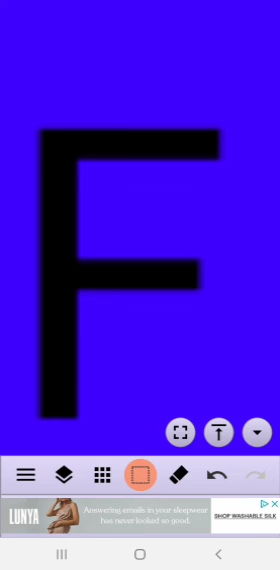 F
LUNYA
Answering emails in your sleepwear
has never looked so good.
SHOP WASHABLE SILK